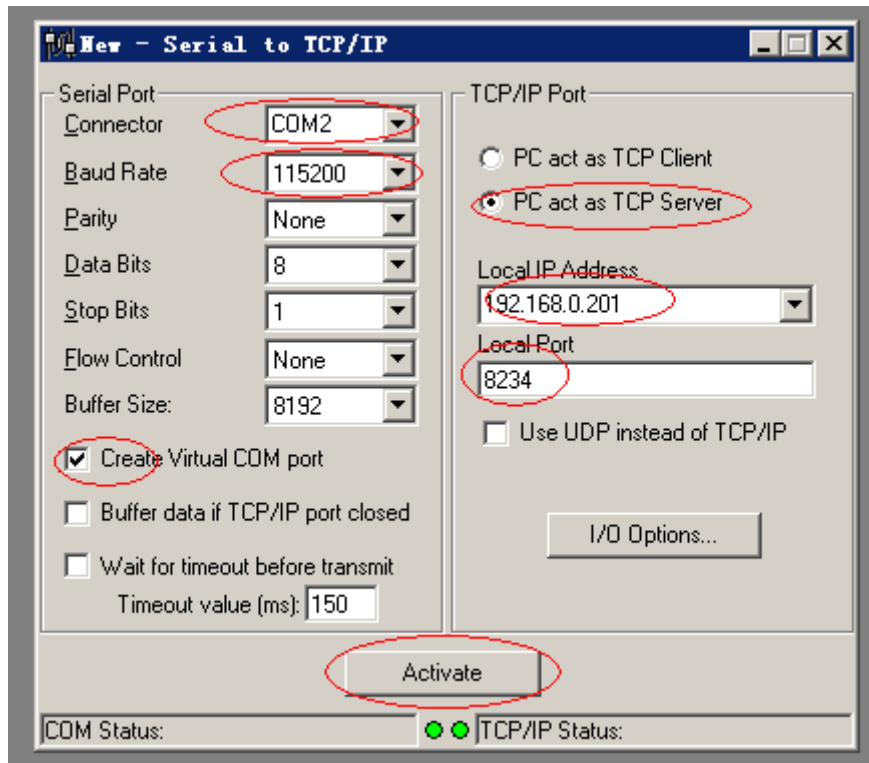 New - Serial to TCP/IP
Serial Port
Connector COM2
Baud Rate 115200
Parity None
Data Bits 8
Stop Bits 1
Flow Control None
Buffer Size: 8192
Create Virtual COM port
Buffer data if TCP/IP port closed
Wait for timeout before transmit
Timeout value (ms): 150
TCP/IP Port
PC act as TCP Client
PC act as TCP Server
Local IP Address
192.168.0.201
Local Port
8234
Use UDP instead of TCP/IP
I/O Options...
Activate
COM Status:
TCP/IP Status: